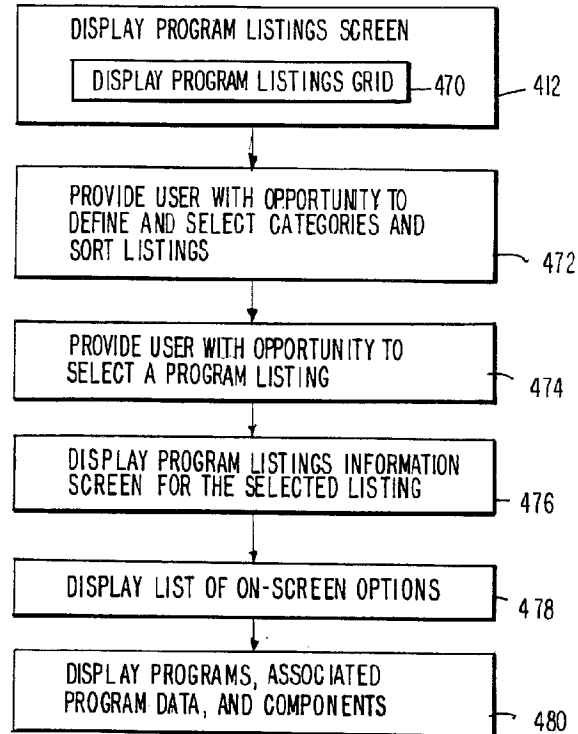 DISPLAY PROGRAM LISTINGS SCREEN
DISPLAY PROGRAM LISTINGS GRID
470
412
PROVIDE USER WITH OPPORTUNITY TO
DEFINE AND SELECT CATEGORIES AND
SORT LISTINGS
472
PROVIDE USER WITH OPPORTUNITY TO
SELECT A PROGRAM LISTING
474
DISPLAY PROGRAM LISTINGS INFORMATION
SCREEN FOR THE SELECTED LISTING
476
DISPLAY LIST OF ON-SCREEN OPTIONS
478
DISPLAY PROGRAMS, ASSOCIATED
PROGRAM DATA, AND COMPONENTS
480